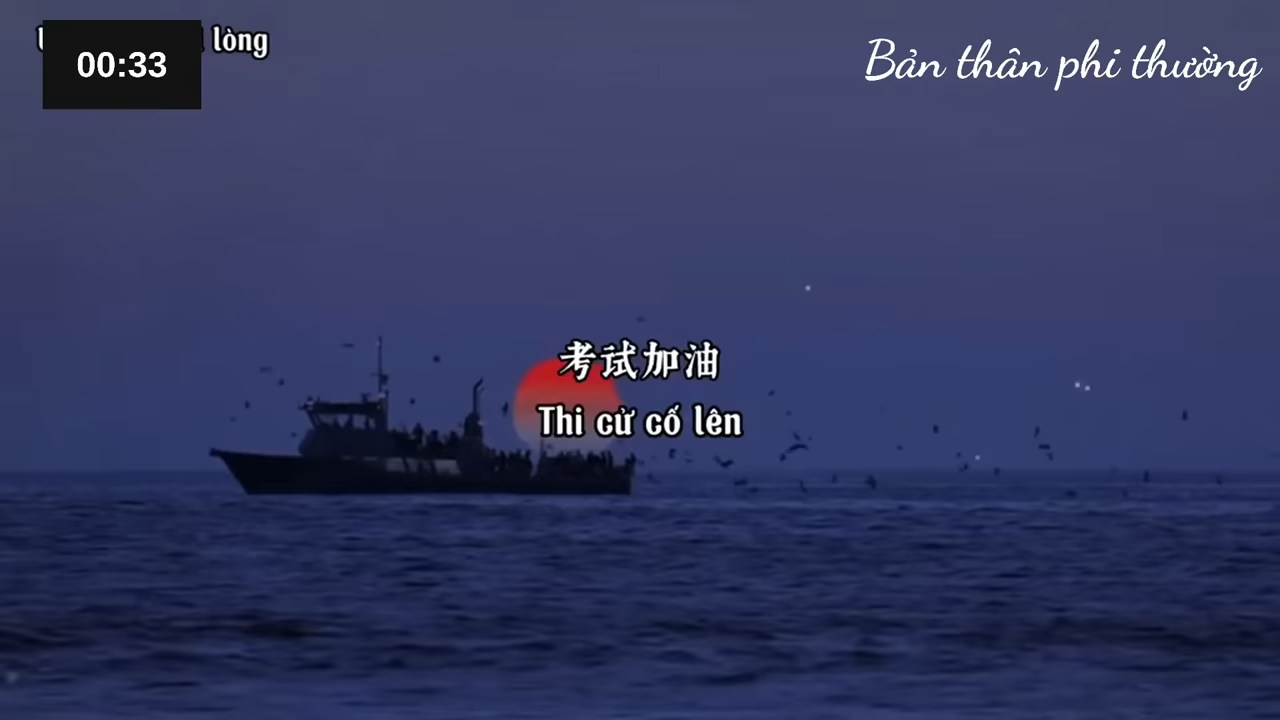 lòng
00:33
Bản thân phi thường
考试加油
Thi cử cố lên